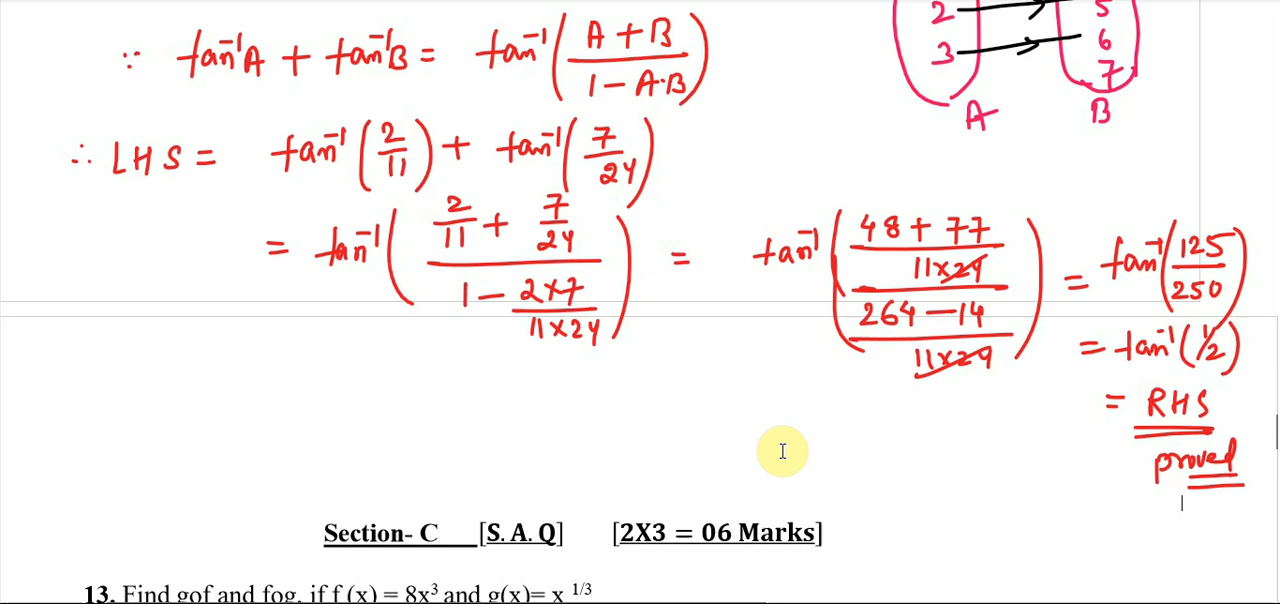 ∵ tan⁻¹A + tan⁻¹B = tan⁻¹((A + B)/(1 − A·B))
2 5
3 6
7
A B
∴ LHS = tan⁻¹(2/11) + tan⁻¹(7/24)
= tan⁻¹((2/11 + 7/24)/(1 − (2×7)/(11×24))) = tan⁻¹(((48 + 77)/(11×24))/((264 − 14)/(11×24))) = tan⁻¹(125/250)
= tan⁻¹(1/2)
= RHS
proved
Section- C [S. A. Q] [2X3 = 06 Marks]
13. Find gof and fog, if f (x) = 8x³ and g(x)= x ^1/3